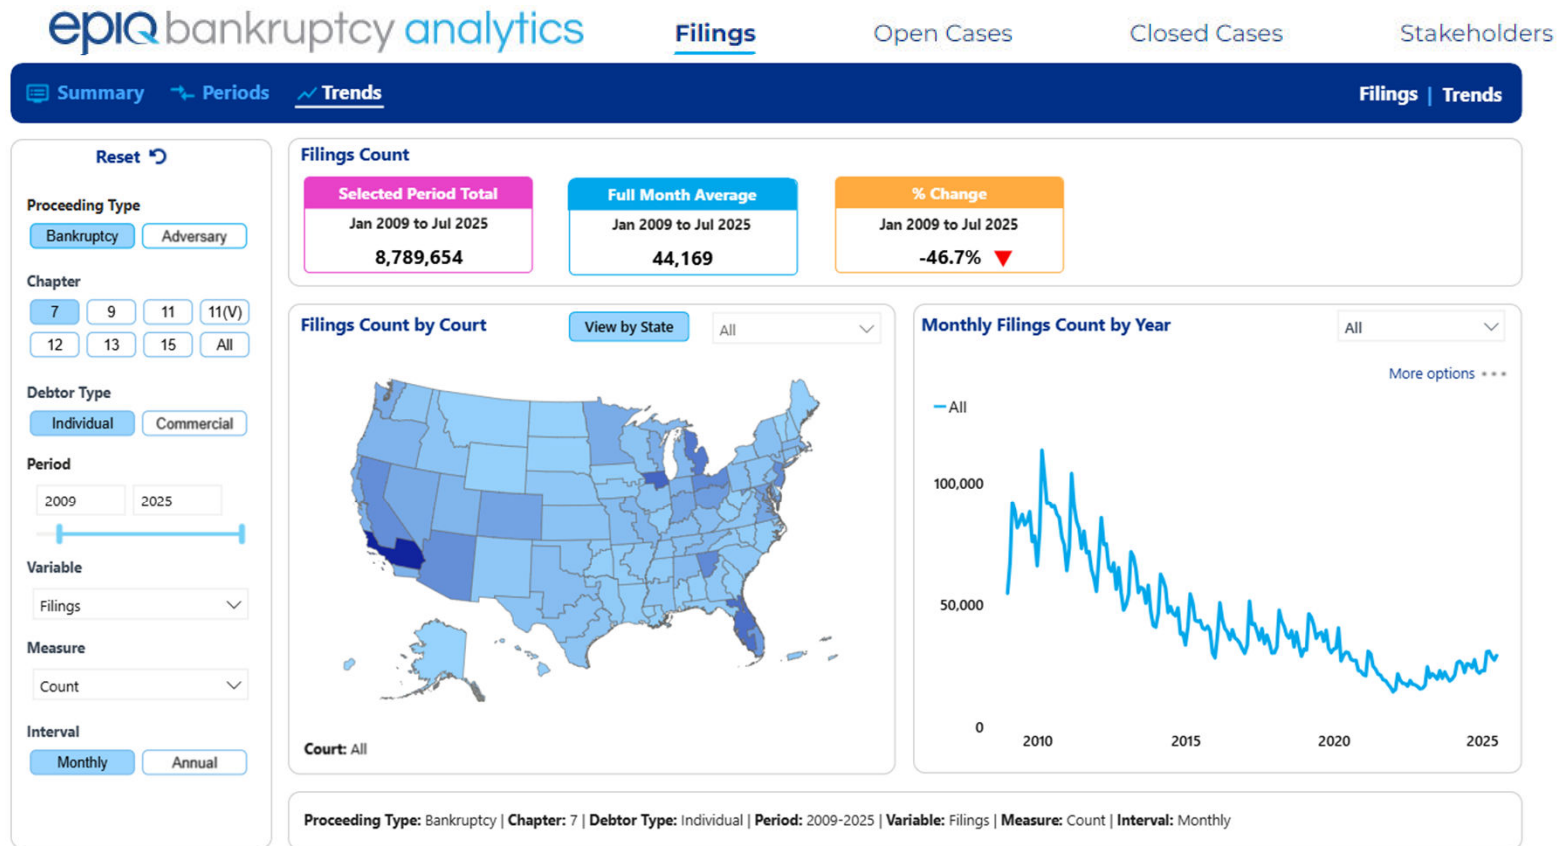 epiq bankruptcy analytics Filings Open Cases Closed Cases Stakeholders
Summary Periods Trends Filings | Trends
Reset
Proceeding Type
Bankruptcy Adversary
Chapter
7 9 11 11(V)
12 13 15 All
Debtor Type
Individual Commercial
Period
2009 2025
Variable
Filings
Measure
Count
Interval
Monthly Annual
Filings Count
Selected Period Total
Jan 2009 to Jul 2025
8,789,654
Full Month Average
Jan 2009 to Jul 2025
44,169
% Change
Jan 2009 to Jul 2025
-46.7%
Filings Count by Court View by State All
Court: All
Monthly Filings Count by Year All
More options
All
100,000
50,000
0
2010 2015 2020 2025
Proceeding Type: Bankruptcy | Chapter: 7 | Debtor Type: Individual | Period: 2009-2025 | Variable: Filings | Measure: Count | Interval: Monthly